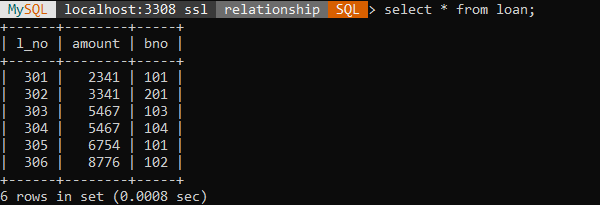 MySQL localhost:3308 ssl relationship SQL > select * from loan;
+------+--------+-----+
| l_no | amount | bno |
+------+--------+-----+
|  301 |   2341 | 101 |
|  302 |   3341 | 201 |
|  303 |   5467 | 103 |
|  304 |   5467 | 104 |
|  305 |   6754 | 101 |
|  306 |   8776 | 102 |
+------+--------+-----+
6 rows in set (0.0008 sec)